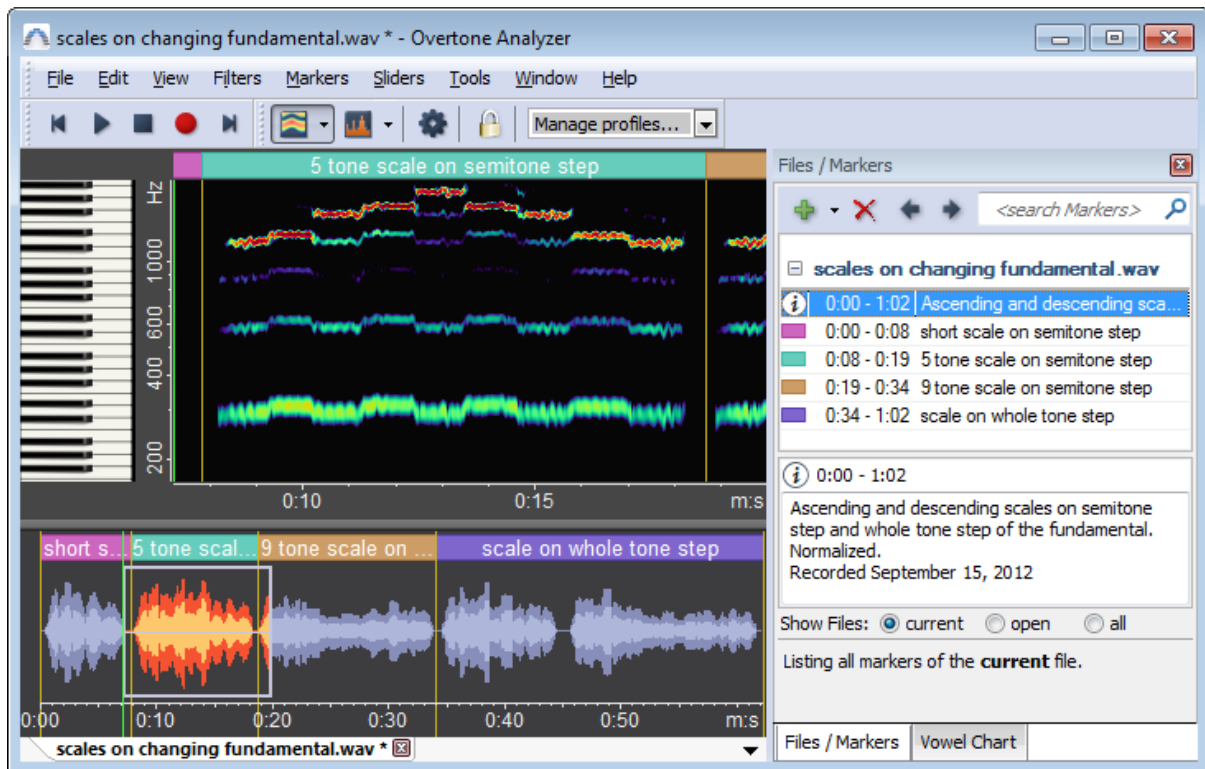 scales on changing fundamental.wav * - Overtone Analyzer
File Edit View Filters Markers Sliders Tools Window Help
Manage profiles...
5 tone scale on semitone step
Hz
1000
600
400
200
0:10 0:15 m:s
short s... 5 tone scal... 9 tone scale on ... scale on whole tone step
0:00 0:10 0:20 0:30 0:40 0:50 m:s
scales on changing fundamental.wav *
Files / Markers
<search Markers>
scales on changing fundamental.wav
0:00 - 1:02 Ascending and descending sca...
0:00 - 0:08 short scale on semitone step
0:08 - 0:19 5 tone scale on semitone step
0:19 - 0:34 9 tone scale on semitone step
0:34 - 1:02 scale on whole tone step
0:00 - 1:02
Ascending and descending scales on semitone
step and whole tone step of the fundamental.
Normalized.
Recorded September 15, 2012
Show Files: current open all
Listing all markers of the current file.
Files / Markers Vowel Chart